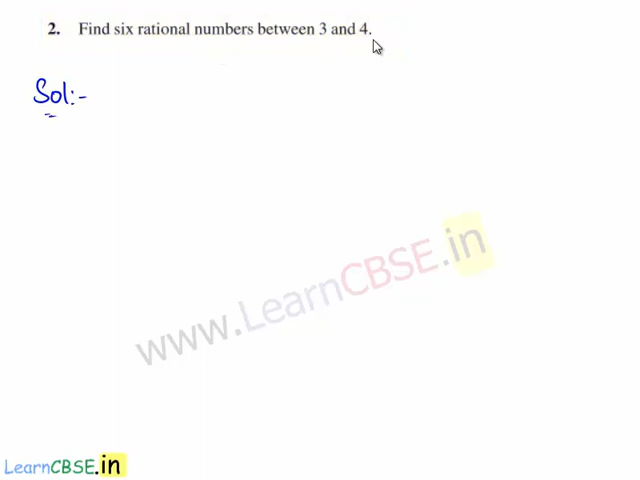 2. Find six rational numbers between 3 and 4.
Sol:-
www.LearnCBSE.in
LearnCBSE.in